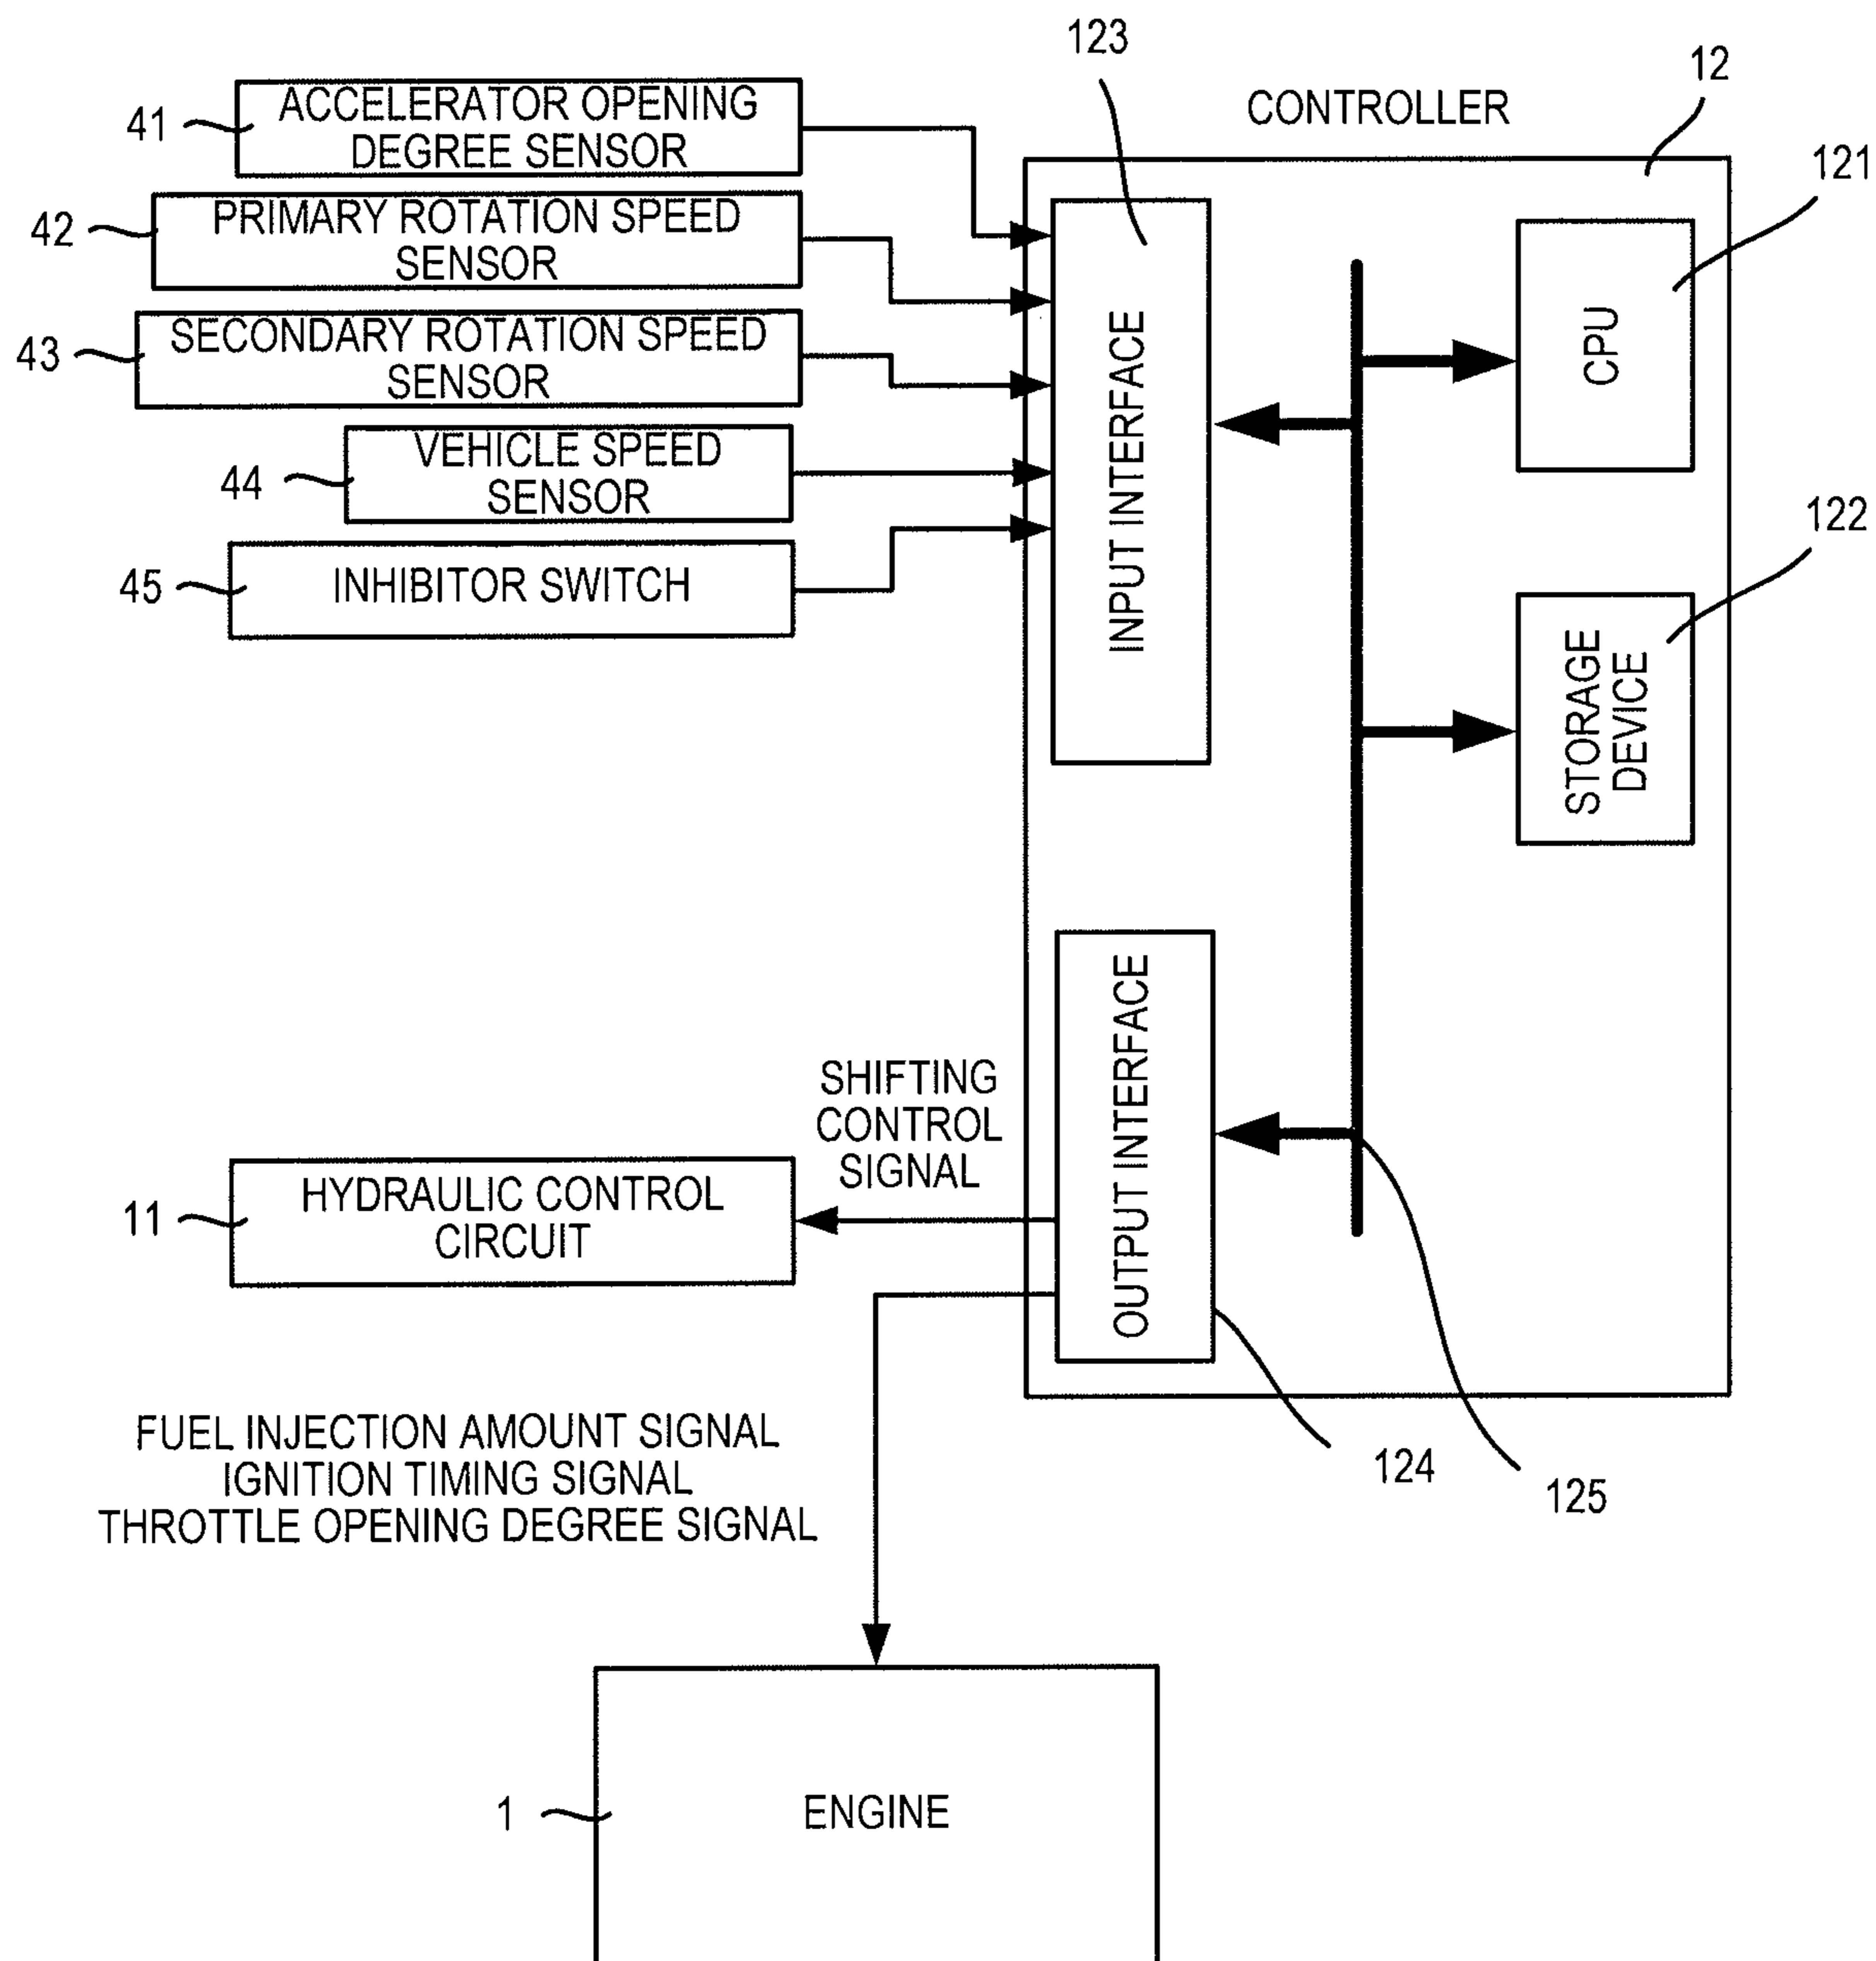 123
12
CONTROLLER
121
41
ACCELERATOR OPENING
DEGREE SENSOR
42
PRIMARY ROTATION SPEED
SENSOR
43
SECONDARY ROTATION SPEED
SENSOR
44
VEHICLE SPEED
SENSOR
45
INHIBITOR SWITCH
INPUT INTERFACE
CPU
122
STORAGE
DEVICE
OUTPUT INTERFACE
SHIFTING
CONTROL
SIGNAL
11
HYDRAULIC CONTROL
CIRCUIT
FUEL INJECTION AMOUNT SIGNAL
IGNITION TIMING SIGNAL
THROTTLE OPENING DEGREE SIGNAL
124
125
1
ENGINE